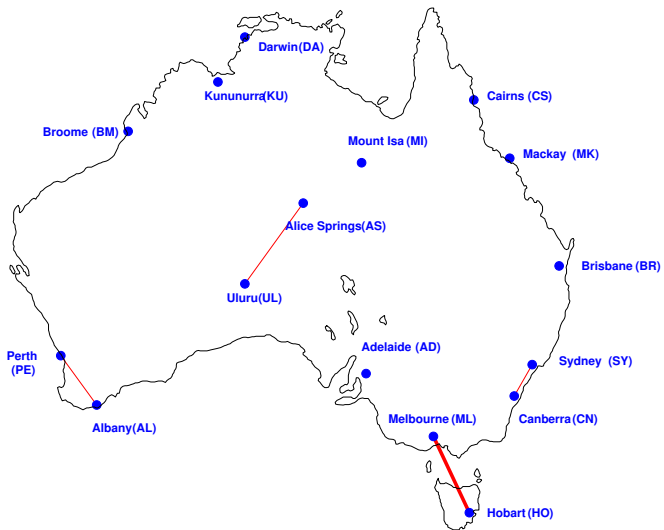 Darwin(DA)
Kununurra(KU)
Cairns (CS)
Broome (BM)
Mount Isa (MI)
Mackay (MK)
Alice Springs(AS)
Brisbane (BR)
Uluru(UL)
Perth
(PE)
Adelaide (AD)
Sydney (SY)
Albany(AL)
Melbourne (ML)
Canberra(CN)
Hobart (HO)